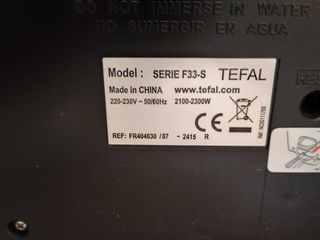 DO NOT IMMERSE IN WATER
NO SUMERGIR EN AGUA
Model : SERIE F33-S TEFAL
Made in CHINA www.tefal.com
220-230V ~ 50/60Hz 2100-2300W
REF: FR404630 / 87 - 2415 R